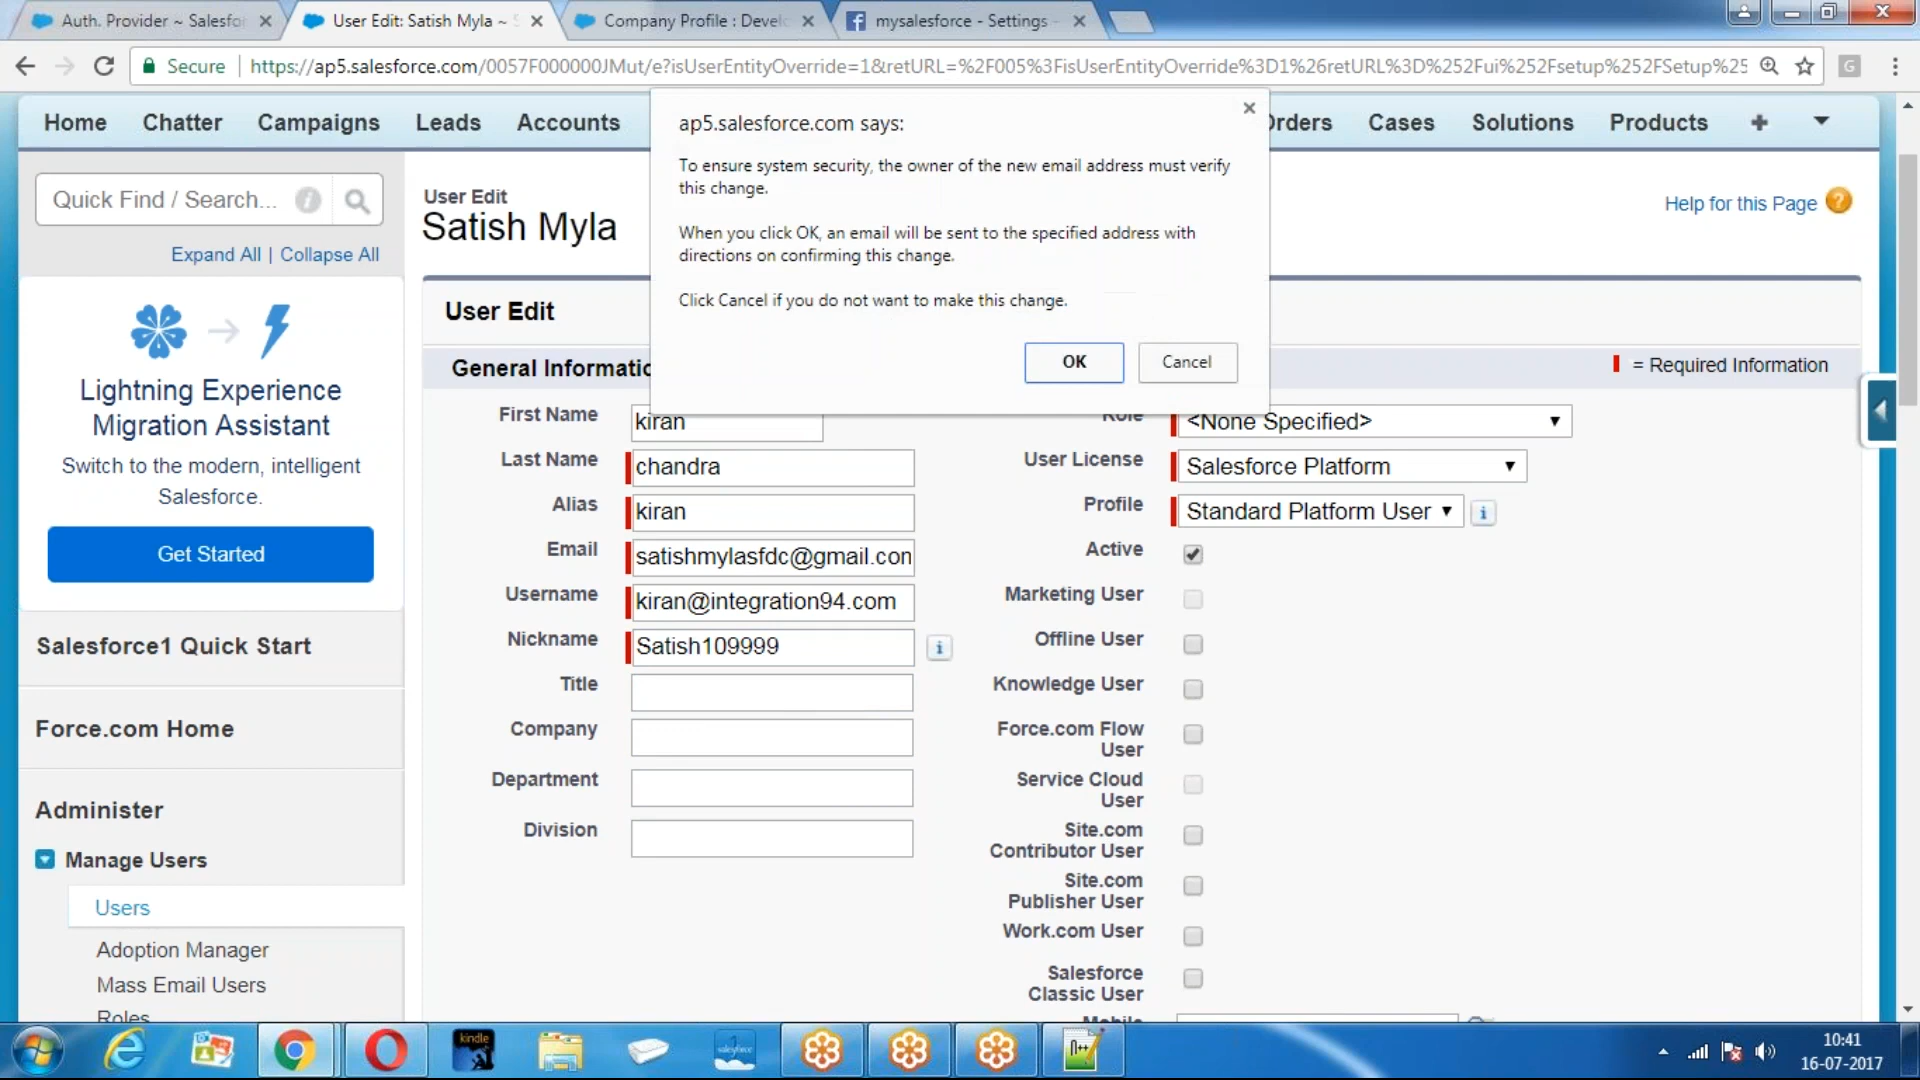 Auth. Provider ~ Salesfo
User Edit: Satish Myla ~ S
Company Profile : Devel
mysalesforce - Settings -
Secure
https://ap5.salesforce.com/0057F000000JMut/e?isUserEntityOverride=1&retURL=%2F005%3FisUserEntityOverride%3D1%26retURL%3D%252Fui%252Fsetup%252FSetup%25
G
Home
Chatter
Campaigns
Leads
Accounts
Orders
Cases
Solutions
Products
ap5.salesforce.com says:
To ensure system security, the owner of the new email address must verify
this change.
When you click OK, an email will be sent to the specified address with
directions on confirming this change.
Click Cancel if you do not want to make this change.
OK
Cancel
Quick Find / Search...
Expand All | Collapse All
Lightning Experience
Migration Assistant
Switch to the modern, intelligent
Salesforce.
Get Started
Salesforce1 Quick Start
Force.com Home
Administer
Manage Users
Users
Adoption Manager
Mass Email Users
Roles
User Edit
Satish Myla
Help for this Page
User Edit
General Informatio
= Required Information
First Name
kiran
Last Name
chandra
Alias
kiran
Email
satishmylasfdc@gmail.con
Username
kiran@integration94.com
Nickname
Satish109999
Title
Company
Department
Division
Role
<None Specified>
User License
Salesforce Platform
Profile
Standard Platform User
Active
Marketing User
Offline User
Knowledge User
Force.com Flow
User
Service Cloud
User
Site.com
Contributor User
Site.com
Publisher User
Work.com User
Salesforce
Classic User
Mobile
kindle
salesforce
10:41
16-07-2017